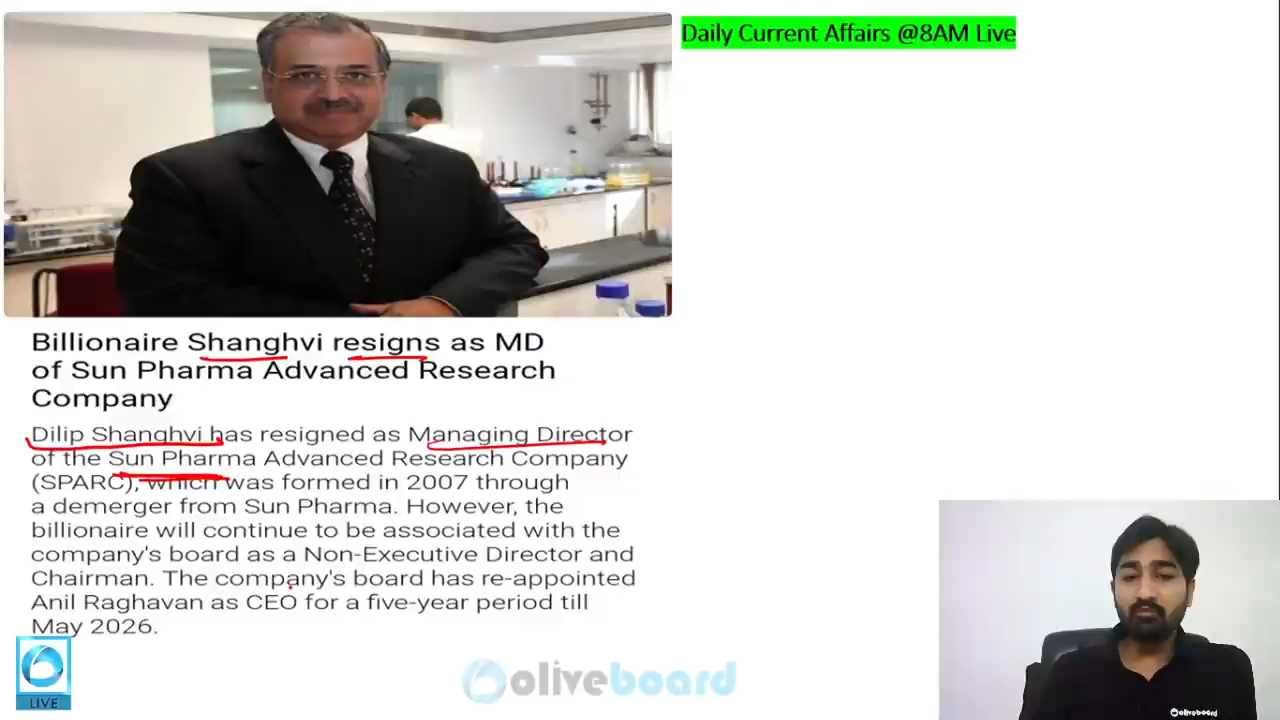 Daily Current Affairs @8AM Live
Billionaire Shanghvi resigns as MD
of Sun Pharma Advanced Research
Company
Dilip Shanghvi has resigned as Managing Director
of the Sun Pharma Advanced Research Company
(SPARC), which was formed in 2007 through
a demerger from Sun Pharma. However, the
billionaire will continue to be associated with the
company's board as a Non-Executive Director and
Chairman. The company's board has re-appointed
Anil Raghavan as CEO for a five-year period till
May 2026.
LIVE
oliveboard
oliveboard